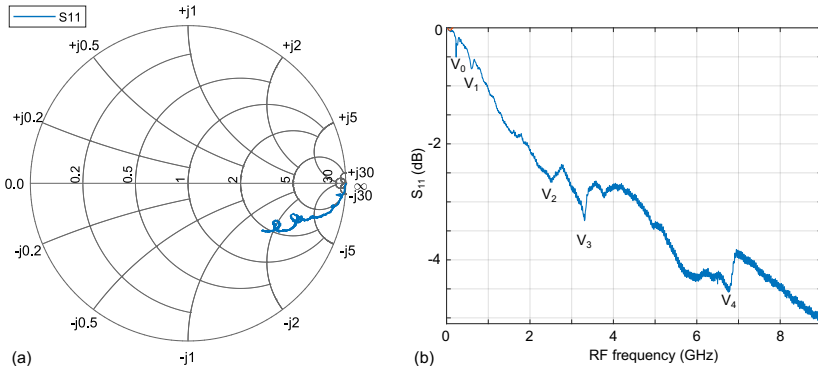 S11
+j1
+j0.5
+j2
+j0.2
+j5
0.0
0.2
0.5
1
2
5
30
+j30
∞
-j30
-j0.2
-j5
-j0.5
-j2
-j1
(a)
0
-2
-4
S11 (dB)
V0
V1
V2
V3
V4
0
2
4
6
8
RF frequency (GHz)
(b)